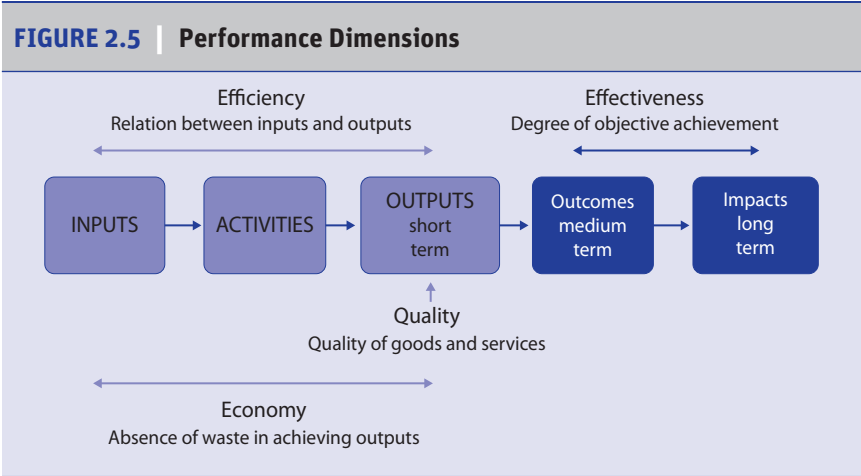 FIGURE 2.5 | Performance Dimensions
Efficiency
Relation between inputs and outputs
Effectiveness
Degree of objective achievement
INPUTS
ACTIVITIES
OUTPUTS
short
term
Outcomes
medium
term
Impacts
long
term
Quality
Quality of goods and services
Economy
Absence of waste in achieving outputs